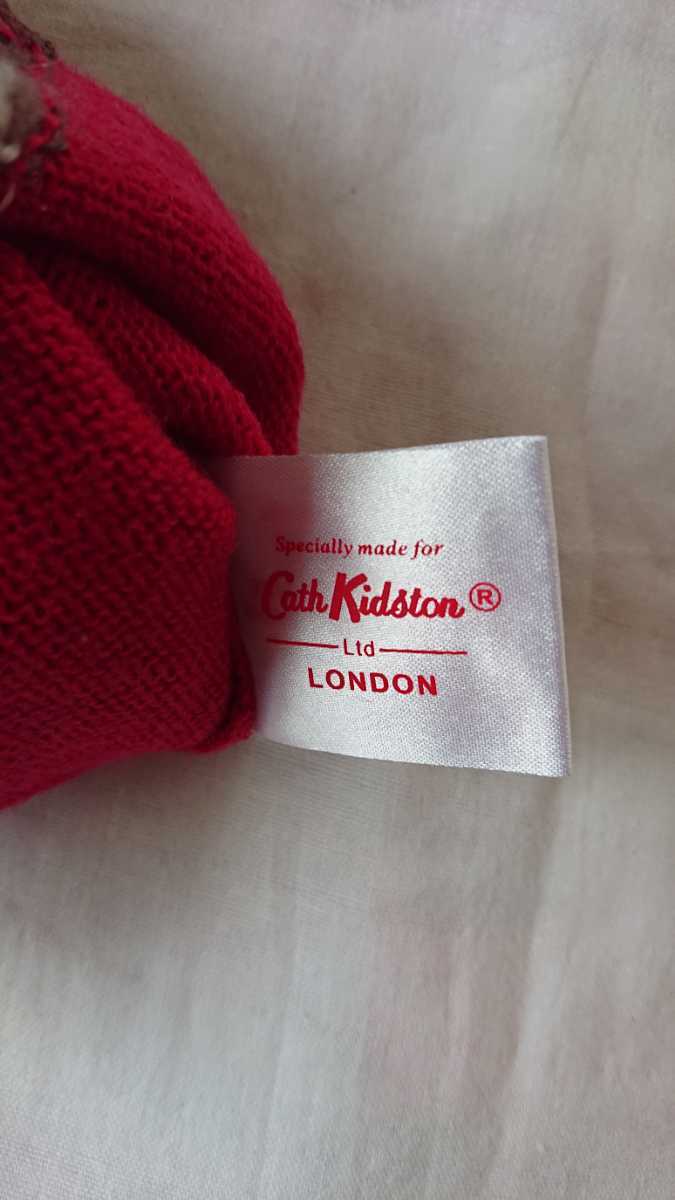 Specially made for
Cath Kidston®
Ltd
LONDON